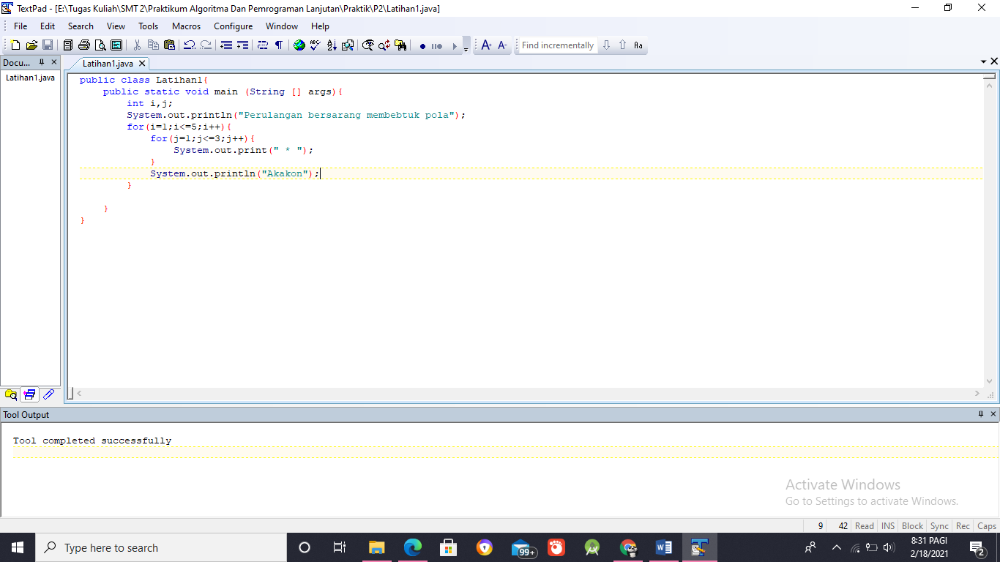 TextPad - [E:\Tugas Kuliah\SMT 2\Praktikum Algoritma Dan Pemrograman Lanjutan\Praktik\P2\Latihan1.java]
File Edit Search View Tools Macros Configure Window Help
Find incrementally
Docu...
Latihan1.java
Latihan1.java
public class Latihan1{
    public static void main (String [] args){
        int i,j;
        System.out.println("Perulangan bersarang membebtuk pola");
        for(i=1;i<=5;i++){
            for(j=1;j<=3;j++){
                System.out.print(" * ");
            }
            System.out.println("Akakon");
        }
    }
}
Tool Output
Tool completed successfully
Activate Windows
Go to Settings to activate Windows.
9 42 Read INS Block Sync Rec Caps
Type here to search
99+
8:31 PAGI
2/18/2021
2